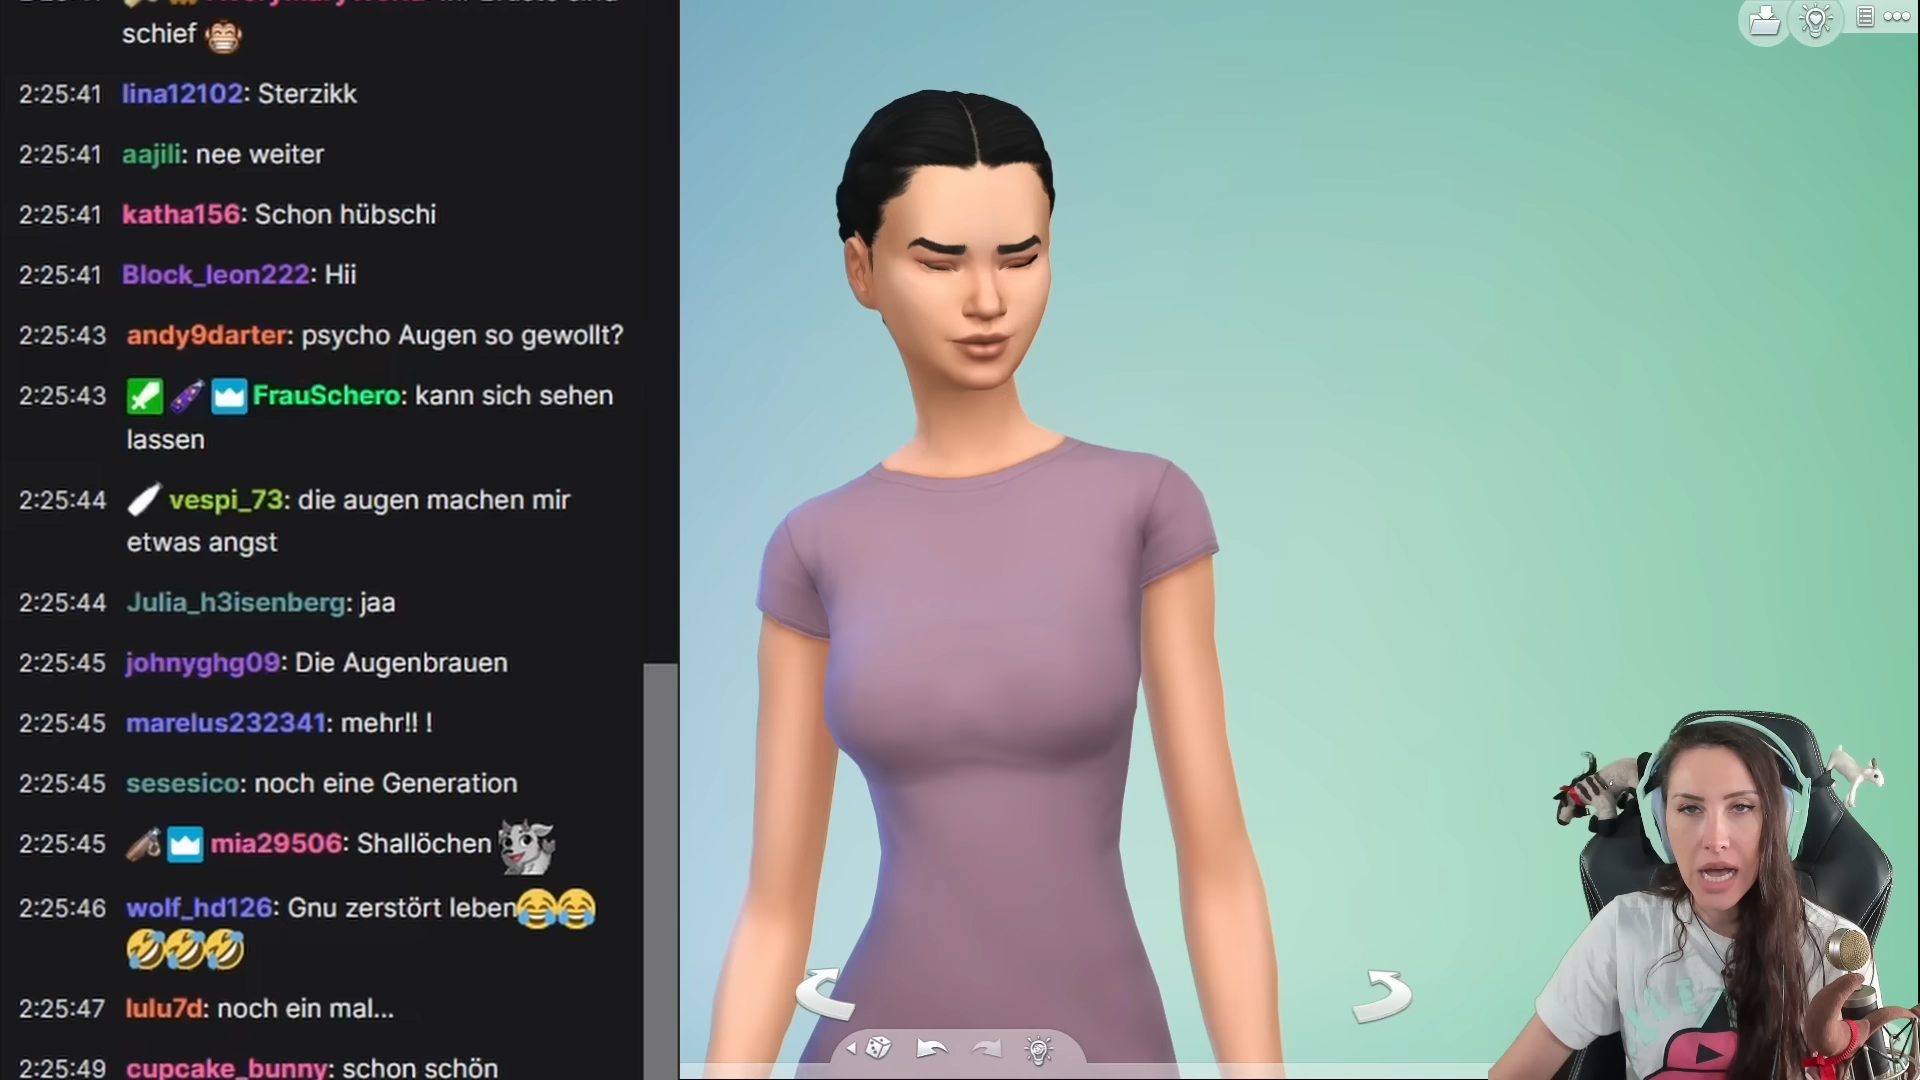 schief
2:25:41 lina12102: Sterzikk
2:25:41 aajili: nee weiter
2:25:41 katha156: Schon hübschi
2:25:41 Block_leon222: Hii
2:25:43 andy9darter: psycho Augen so gewollt?
2:25:43 FrauSchero: kann sich sehen
lassen
2:25:44 vespi_73: die augen machen mir
etwas angst
2:25:44 Julia_h3isenberg: jaa
2:25:45 johnyghg09: Die Augenbrauen
2:25:45 marelus232341: mehr!! !
2:25:45 sesesico: noch eine Generation
2:25:45 mia29506: Shallöchen
2:25:46 wolf_hd126: Gnu zerstört leben😂😂
🤣🤣🤣
2:25:47 lulu7d: noch ein mal...
2:25:49 cupcake_bunny: schon schön